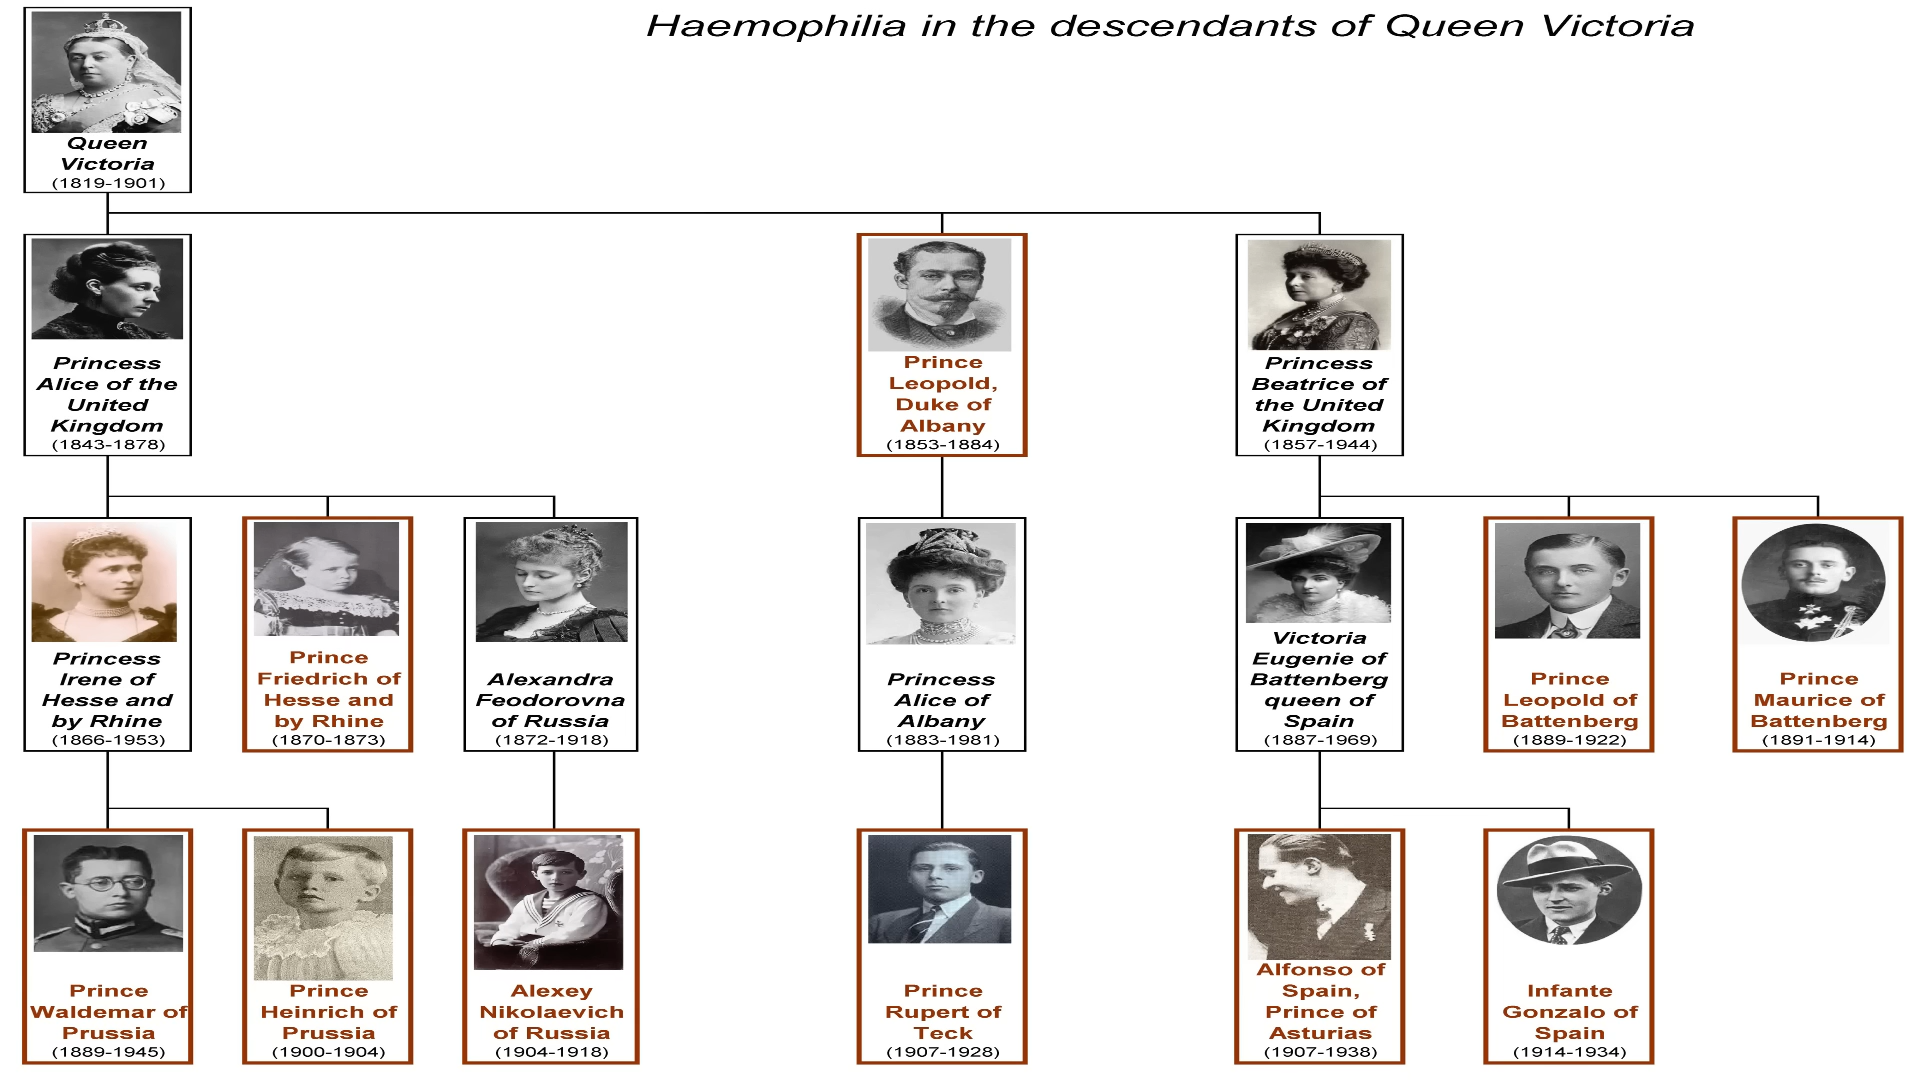 Haemophilia in the descendants of Queen Victoria
Queen
Victoria
(1819-1901)
Princess
Alice of the
United
Kingdom
(1843-1878)
Prince
Leopold,
Duke of
Albany
(1853-1884)
Princess
Beatrice of
the United
Kingdom
(1857-1944)
Princess
Irene of
Hesse and
by Rhine
(1866-1953)
Prince
Friedrich of
Hesse and
by Rhine
(1870-1873)
Alexandra
Feodorovna
of Russia
(1872-1918)
Princess
Alice of
Albany
(1883-1981)
Victoria
Eugenie of
Battenberg
queen of
Spain
(1887-1969)
Prince
Leopold of
Battenberg
(1889-1922)
Prince
Maurice of
Battenberg
(1891-1914)
Prince
Waldemar of
Prussia
(1889-1945)
Prince
Heinrich of
Prussia
(1900-1904)
Alexey
Nikolaevich
of Russia
(1904-1918)
Prince
Rupert of
Teck
(1907-1928)
Alfonso of
Spain,
Prince of
Asturias
(1907-1938)
Infante
Gonzalo of
Spain
(1914-1934)